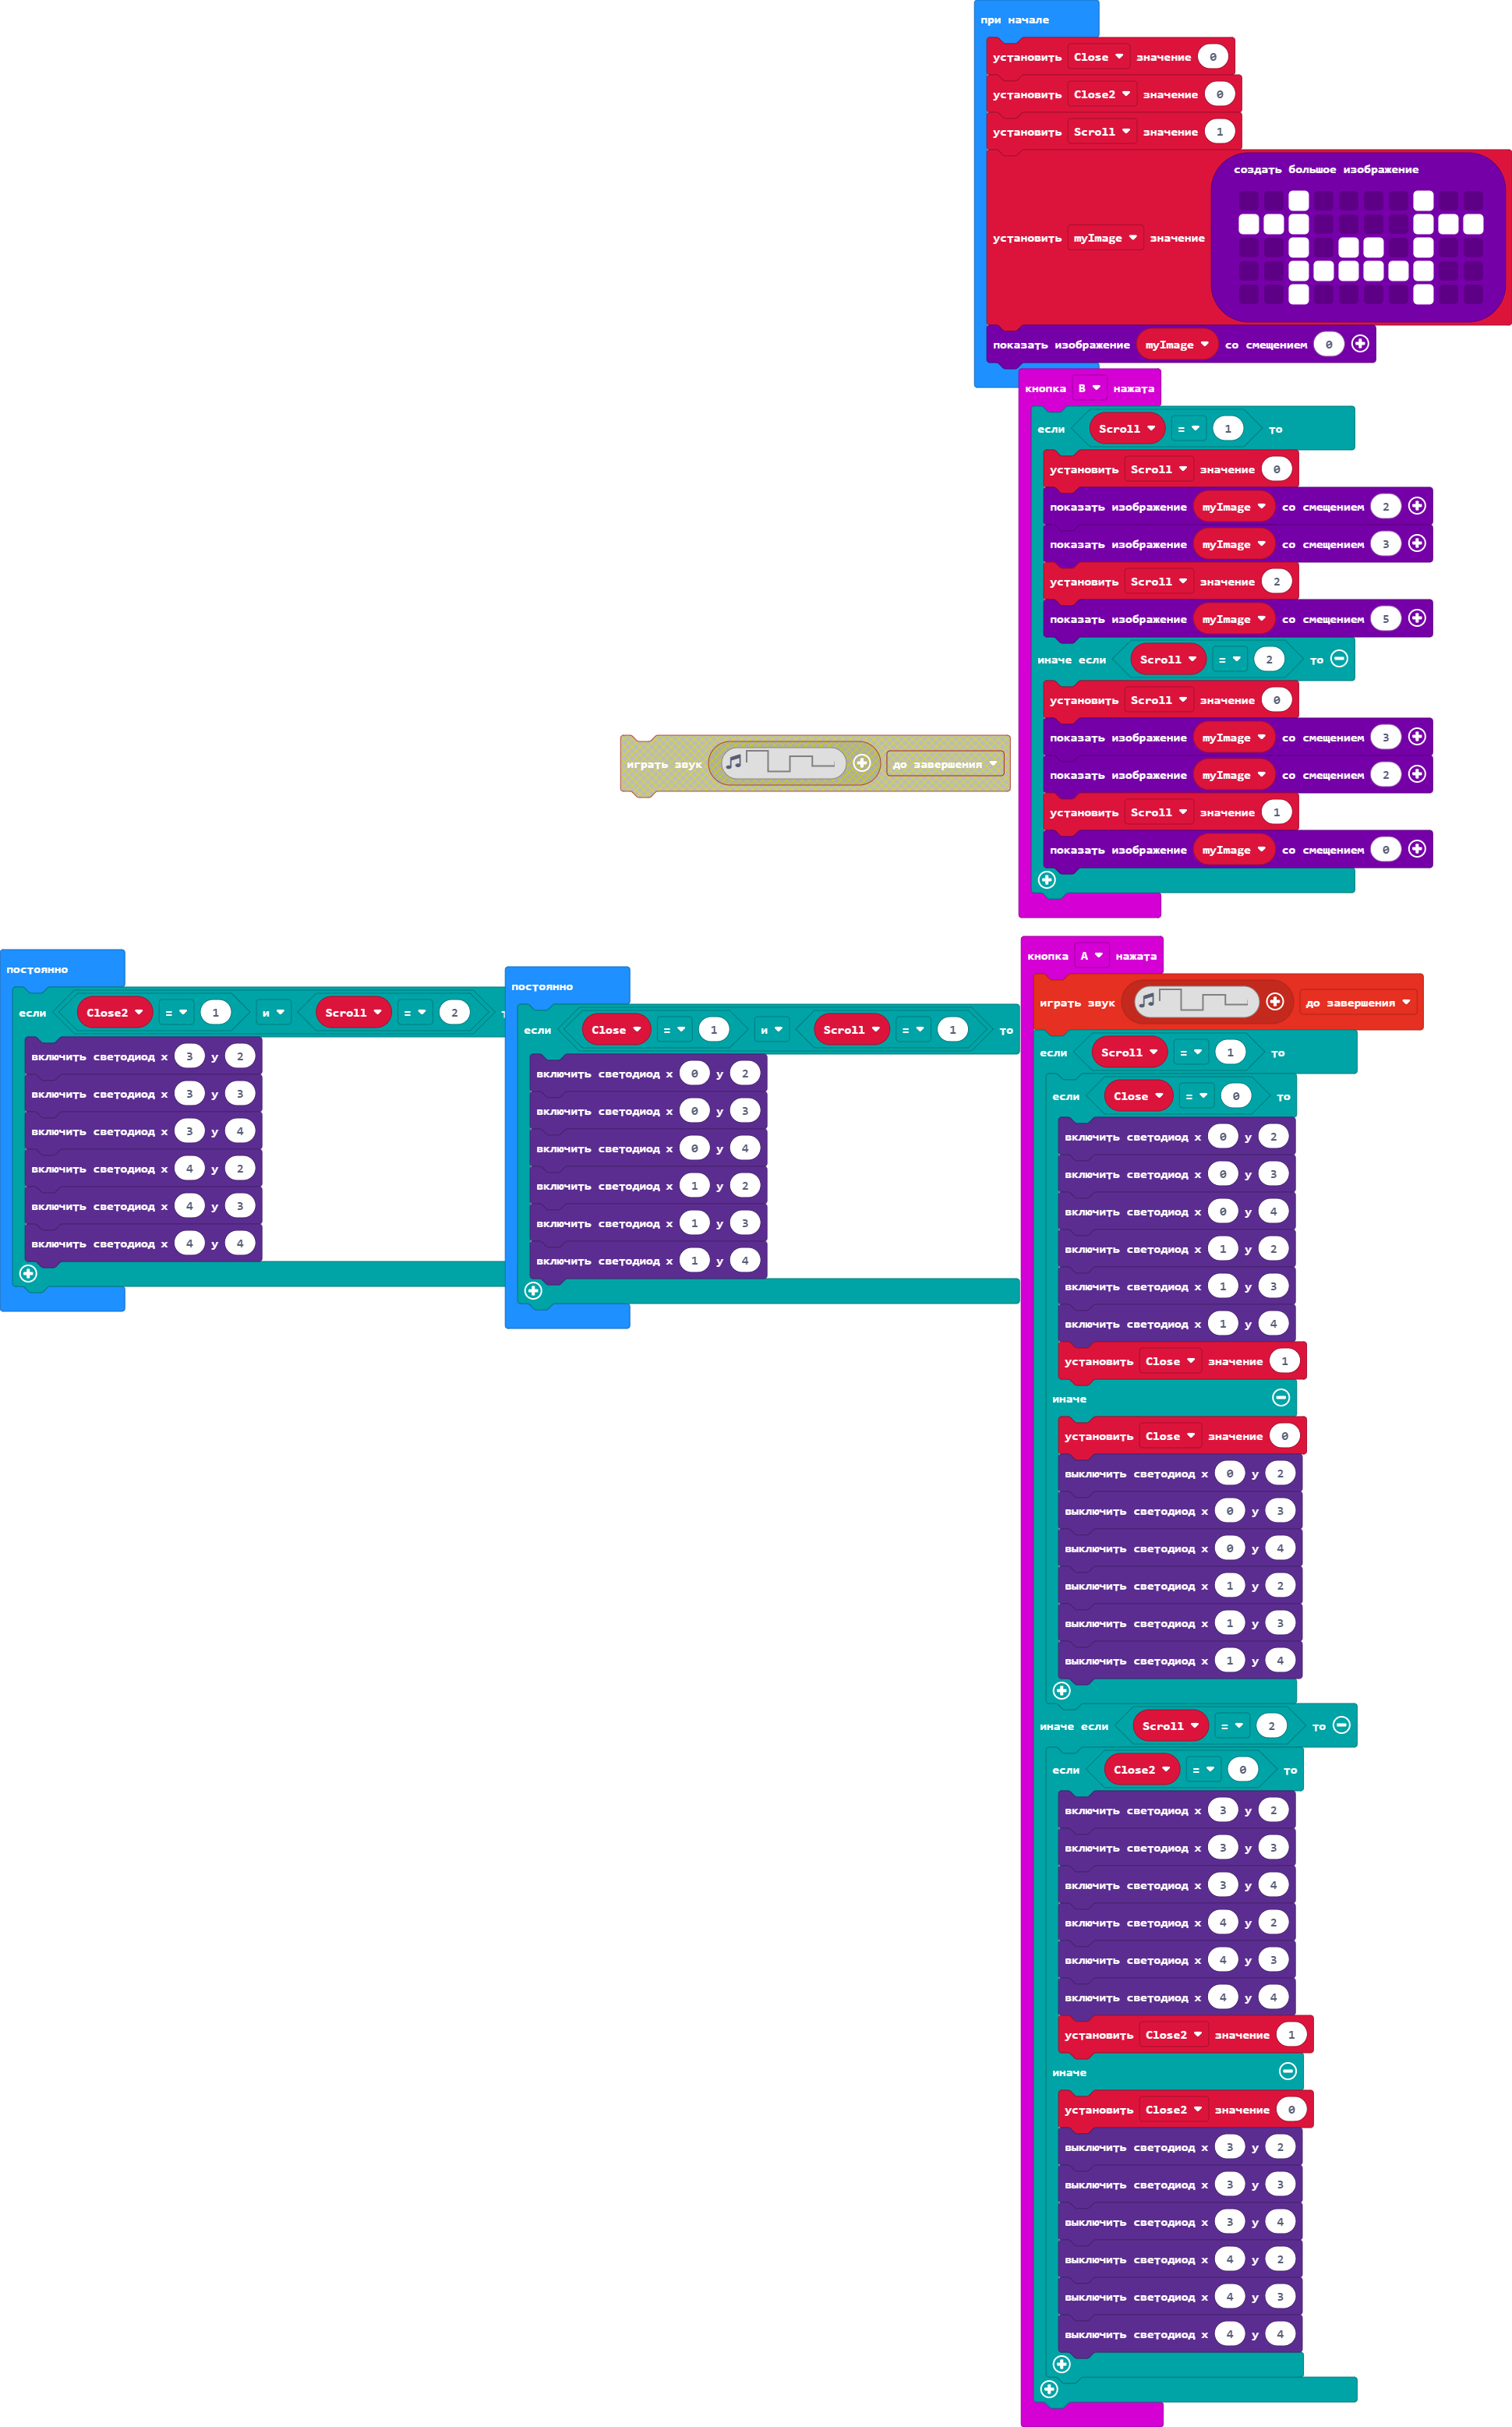 при начале
установить Close значение 0
установить Close2 значение 0
установить Scroll значение 1
создать большое изображение
установить myImage значение
показать изображение myImage со смещением 0
кнопка B нажата
если Scroll = 1 то
установить Scroll значение 0
показать изображение myImage со смещением 2
показать изображение myImage со смещением 3
установить Scroll значение 2
показать изображение myImage со смещением 5
иначе если Scroll = 2 то
установить Scroll значение 0
показать изображение myImage со смещением 3
показать изображение myImage со смещением 2
установить Scroll значение 1
показать изображение myImage со смещением 0
играть звук до завершения
постоянно
если Close2 = 1 и Scroll = 2
включить светодиод x 3 y 2
включить светодиод x 3 y 3
включить светодиод x 3 y 4
включить светодиод x 4 y 2
включить светодиод x 4 y 3
включить светодиод x 4 y 4
постоянно
если Close = 1 и Scroll = 1 то
включить светодиод x 0 y 2
включить светодиод x 0 y 3
включить светодиод x 0 y 4
включить светодиод x 1 y 2
включить светодиод x 1 y 3
включить светодиод x 1 y 4
кнопка A нажата
играть звук до завершения
если Scroll = 1 то
если Close = 0 то
включить светодиод x 0 y 2
включить светодиод x 0 y 3
включить светодиод x 0 y 4
включить светодиод x 1 y 2
включить светодиод x 1 y 3
включить светодиод x 1 y 4
установить Close значение 1
иначе
установить Close значение 0
выключить светодиод x 0 y 2
выключить светодиод x 0 y 3
выключить светодиод x 0 y 4
выключить светодиод x 1 y 2
выключить светодиод x 1 y 3
выключить светодиод x 1 y 4
иначе если Scroll = 2 то
если Close2 = 0 то
включить светодиод x 3 y 2
включить светодиод x 3 y 3
включить светодиод x 3 y 4
включить светодиод x 4 y 2
включить светодиод x 4 y 3
включить светодиод x 4 y 4
установить Close2 значение 1
иначе
установить Close2 значение 0
выключить светодиод x 3 y 2
выключить светодиод x 3 y 3
выключить светодиод x 3 y 4
выключить светодиод x 4 y 2
выключить светодиод x 4 y 3
выключить светодиод x 4 y 4